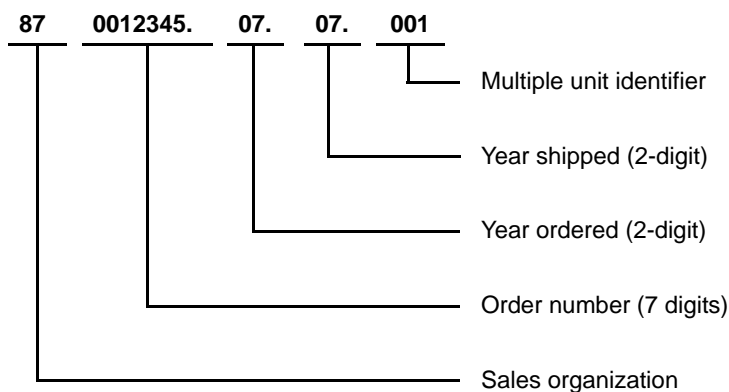 87 0012345. 07. 07. 001
Multiple unit identifier
Year shipped (2-digit)
Year ordered (2-digit)
Order number (7 digits)
Sales organization